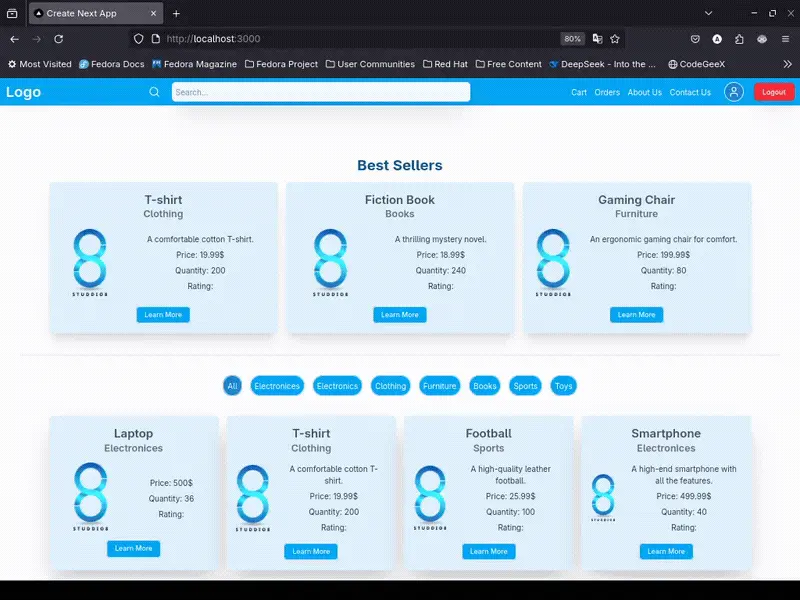 Create Next App
http://localhost:3000
80%
Most Visited Fedora Docs Fedora Magazine Fedora Project User Communities Red Hat Free Content DeepSeek - Into the ... CodeGeeX
Logo Search... Cart Orders About Us Contact Us Logout
Best Sellers
T-shirt
Clothing
A comfortable cotton T-shirt.
Price: 19.99$
Quantity: 200
Rating:
STUDDIO8
Learn More
Fiction Book
Books
A thrilling mystery novel.
Price: 18.99$
Quantity: 240
Rating:
STUDDIO8
Learn More
Gaming Chair
Furniture
An ergonomic gaming chair for comfort.
Price: 199.99$
Quantity: 80
Rating:
STUDDIO8
Learn More
All Electronices Electronics Clothing Furniture Books Sports Toys
Laptop
Electronices
Price: 500$
Quantity: 36
Rating:
STUDDIO8
Learn More
T-shirt
Clothing
A comfortable cotton T-
shirt.
Price: 19.99$
Quantity: 200
Rating:
STUDDIO8
Learn More
Football
Sports
A high-quality leather
football.
Price: 25.99$
Quantity: 100
Rating:
STUDDIO8
Learn More
Smartphone
Electronices
A high-end smartphone with
all the features.
Price: 499.99$
Quantity: 40
Rating:
STUDDIO8
Learn More